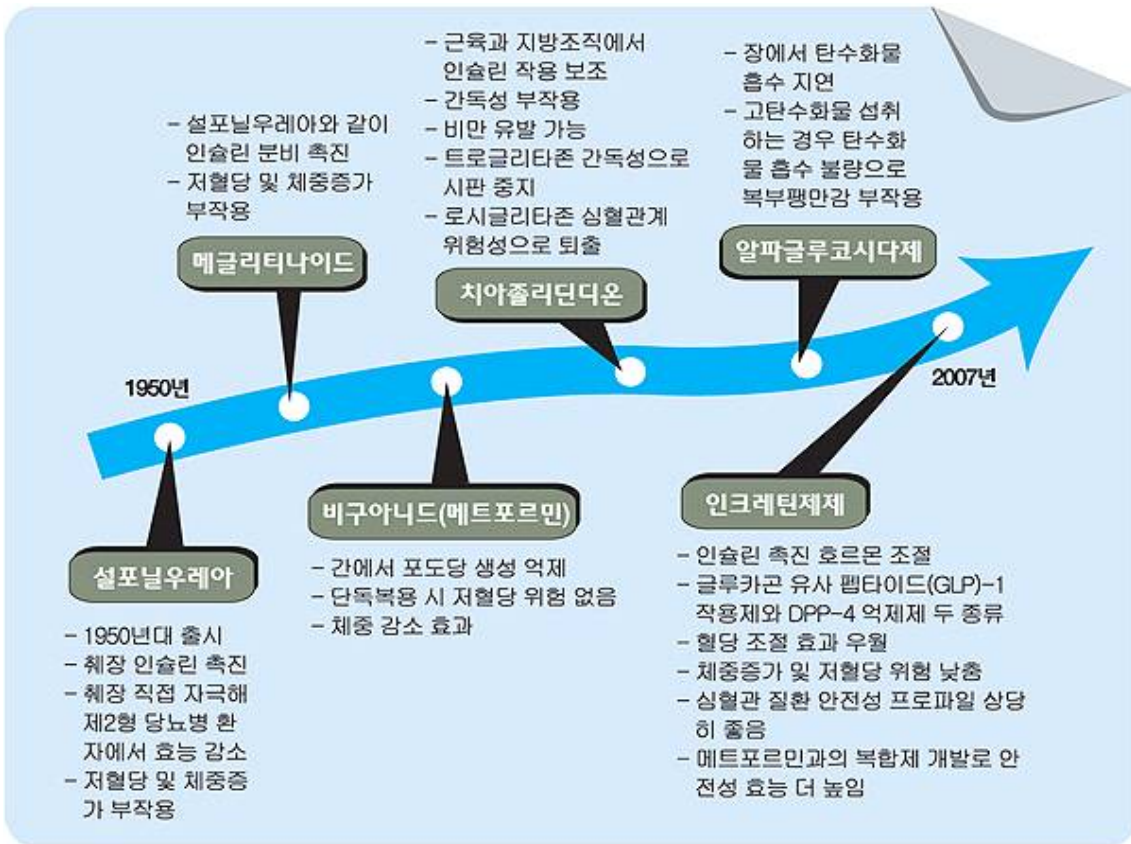 - 설포닐우레아와 같이
인슐린 분비 촉진
- 저혈당 및 체중증가
부작용
메글리티나이드
- 근육과 지방조직에서
인슐린 작용 보조
- 간독성 부작용
- 비만 유발 가능
- 트로글리타존 간독성으로
시판 중지
- 로시글리타존 심혈관계
위험성으로 퇴출
치아졸리딘디온
- 장에서 탄수화물
흡수 지연
- 고탄수화물 섭취
하는 경우 탄수화
물 흡수 불량으로
복부팽만감 부작용
알파글루코시다제
1950년
2007년
설포닐우레아
- 1950년대 출시
- 췌장 인슐린 촉진
- 췌장 직접 자극해
제2형 당뇨병 환
자에서 효능 감소
- 저혈당 및 체중증
가 부작용
비구아니드(메트포르민)
- 간에서 포도당 생성 억제
- 단독복용 시 저혈당 위험 없음
- 체중 감소 효과
인크레틴제제
- 인슐린 촉진 호르몬 조절
- 글루카곤 유사 펩타이드(GLP)-1
작용제와 DPP-4 억제제 두 종류
- 혈당 조절 효과 우월
- 체중증가 및 저혈당 위험 낮춤
- 심혈관 질환 안전성 프로파일 상당
히 좋음
- 메트포르민과의 복합제 개발로 안
전성 효능 더 높임